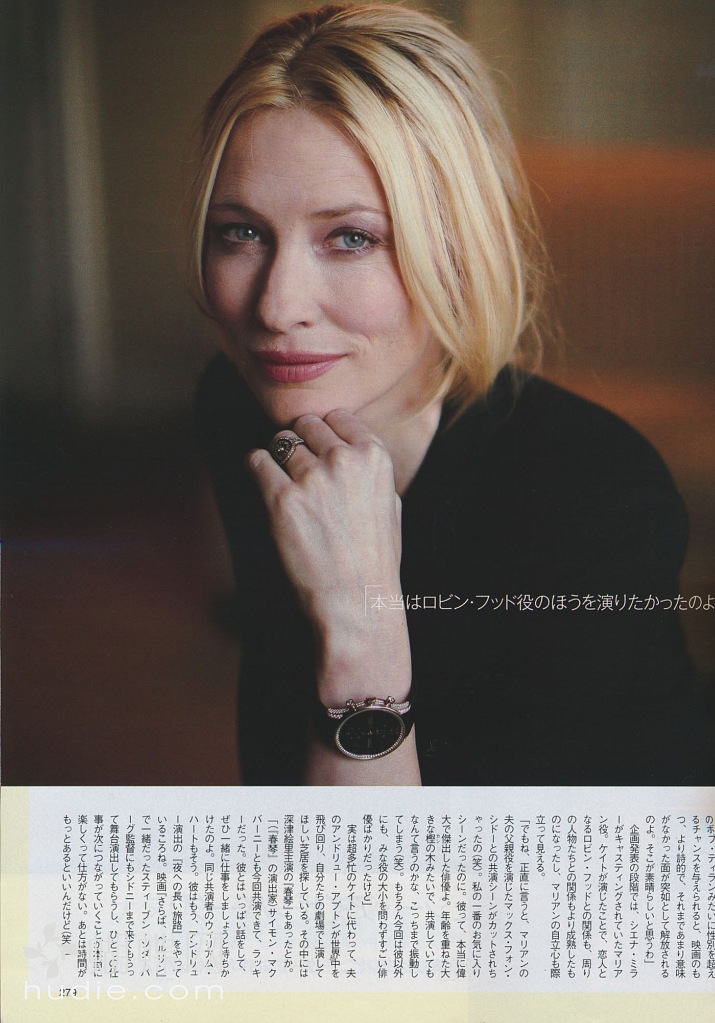 「本当はロビン・フッド役のほうを演りたかったのよ
のボブ・ディランみたいに性別を超え
るチャンスを与えられると、映画のも
つ、より詩的で、それまであまり意味
がなかった面が突如として解放される
のよ。そこが素晴らしいと思うわ」
　企画発表の段階では、シエナ・ミラ
ーがキャスティングされていたマリア
ン役。ケイトが演じたことで、恋人と
なるロビン・フッドとの関係も、周り
の人物たちとの関係もより成熟したも
のになったし、マリアンの自立心も際
立って見える。
「でもね、正直に言うと、マリアンの
夫の父親役を演じたマックス・フォン・
シドーとの共演シーンがカットされち
ゃったの(笑)。私の一番のお気に入り
シーンだったのに。彼って、本当に偉
大で傑出した俳優よ。年齢を重ねた大
きな樫の木みたいで、共演していても
なんて言うのかな、こっちまで振動し
てしまう(笑)。もちろん今回は彼以外
にも、みな役の大小を問わずすごい俳
優ばかりだったけど」
　実は超多忙のケイトに代わって、夫
のアンドリュー・アプトンが世界中を
飛び回り、自分たちの劇場で上演して
ほしい芝居を探している。その中には
深津絵里主演の『春琴』もあったとか。
「(『春琴』の演出家)サイモン・マク
バーニーとも今回共演できて、ラッキ
ーだった。彼とはいっぱい話をして、
ぜひ一緒に仕事をしましょうと持ちか
けたのよ。同じ共演者のウィリアム・
ハートもそう。彼はもう、アンドリュ
ー演出の『夜への長い旅路』をやって
いるころね。映画『さらば、ベルリン』
で一緒だったスティーブン・ソダーバ
ーグ監督にもシドニーまで来てもらっ
て舞台演出してもらうし、ひとつの仕
事が次につながっていくことが本当に
楽しくって仕方がない。あとは時間が
もっとあるといいんだけど(笑)
hudie.com
279